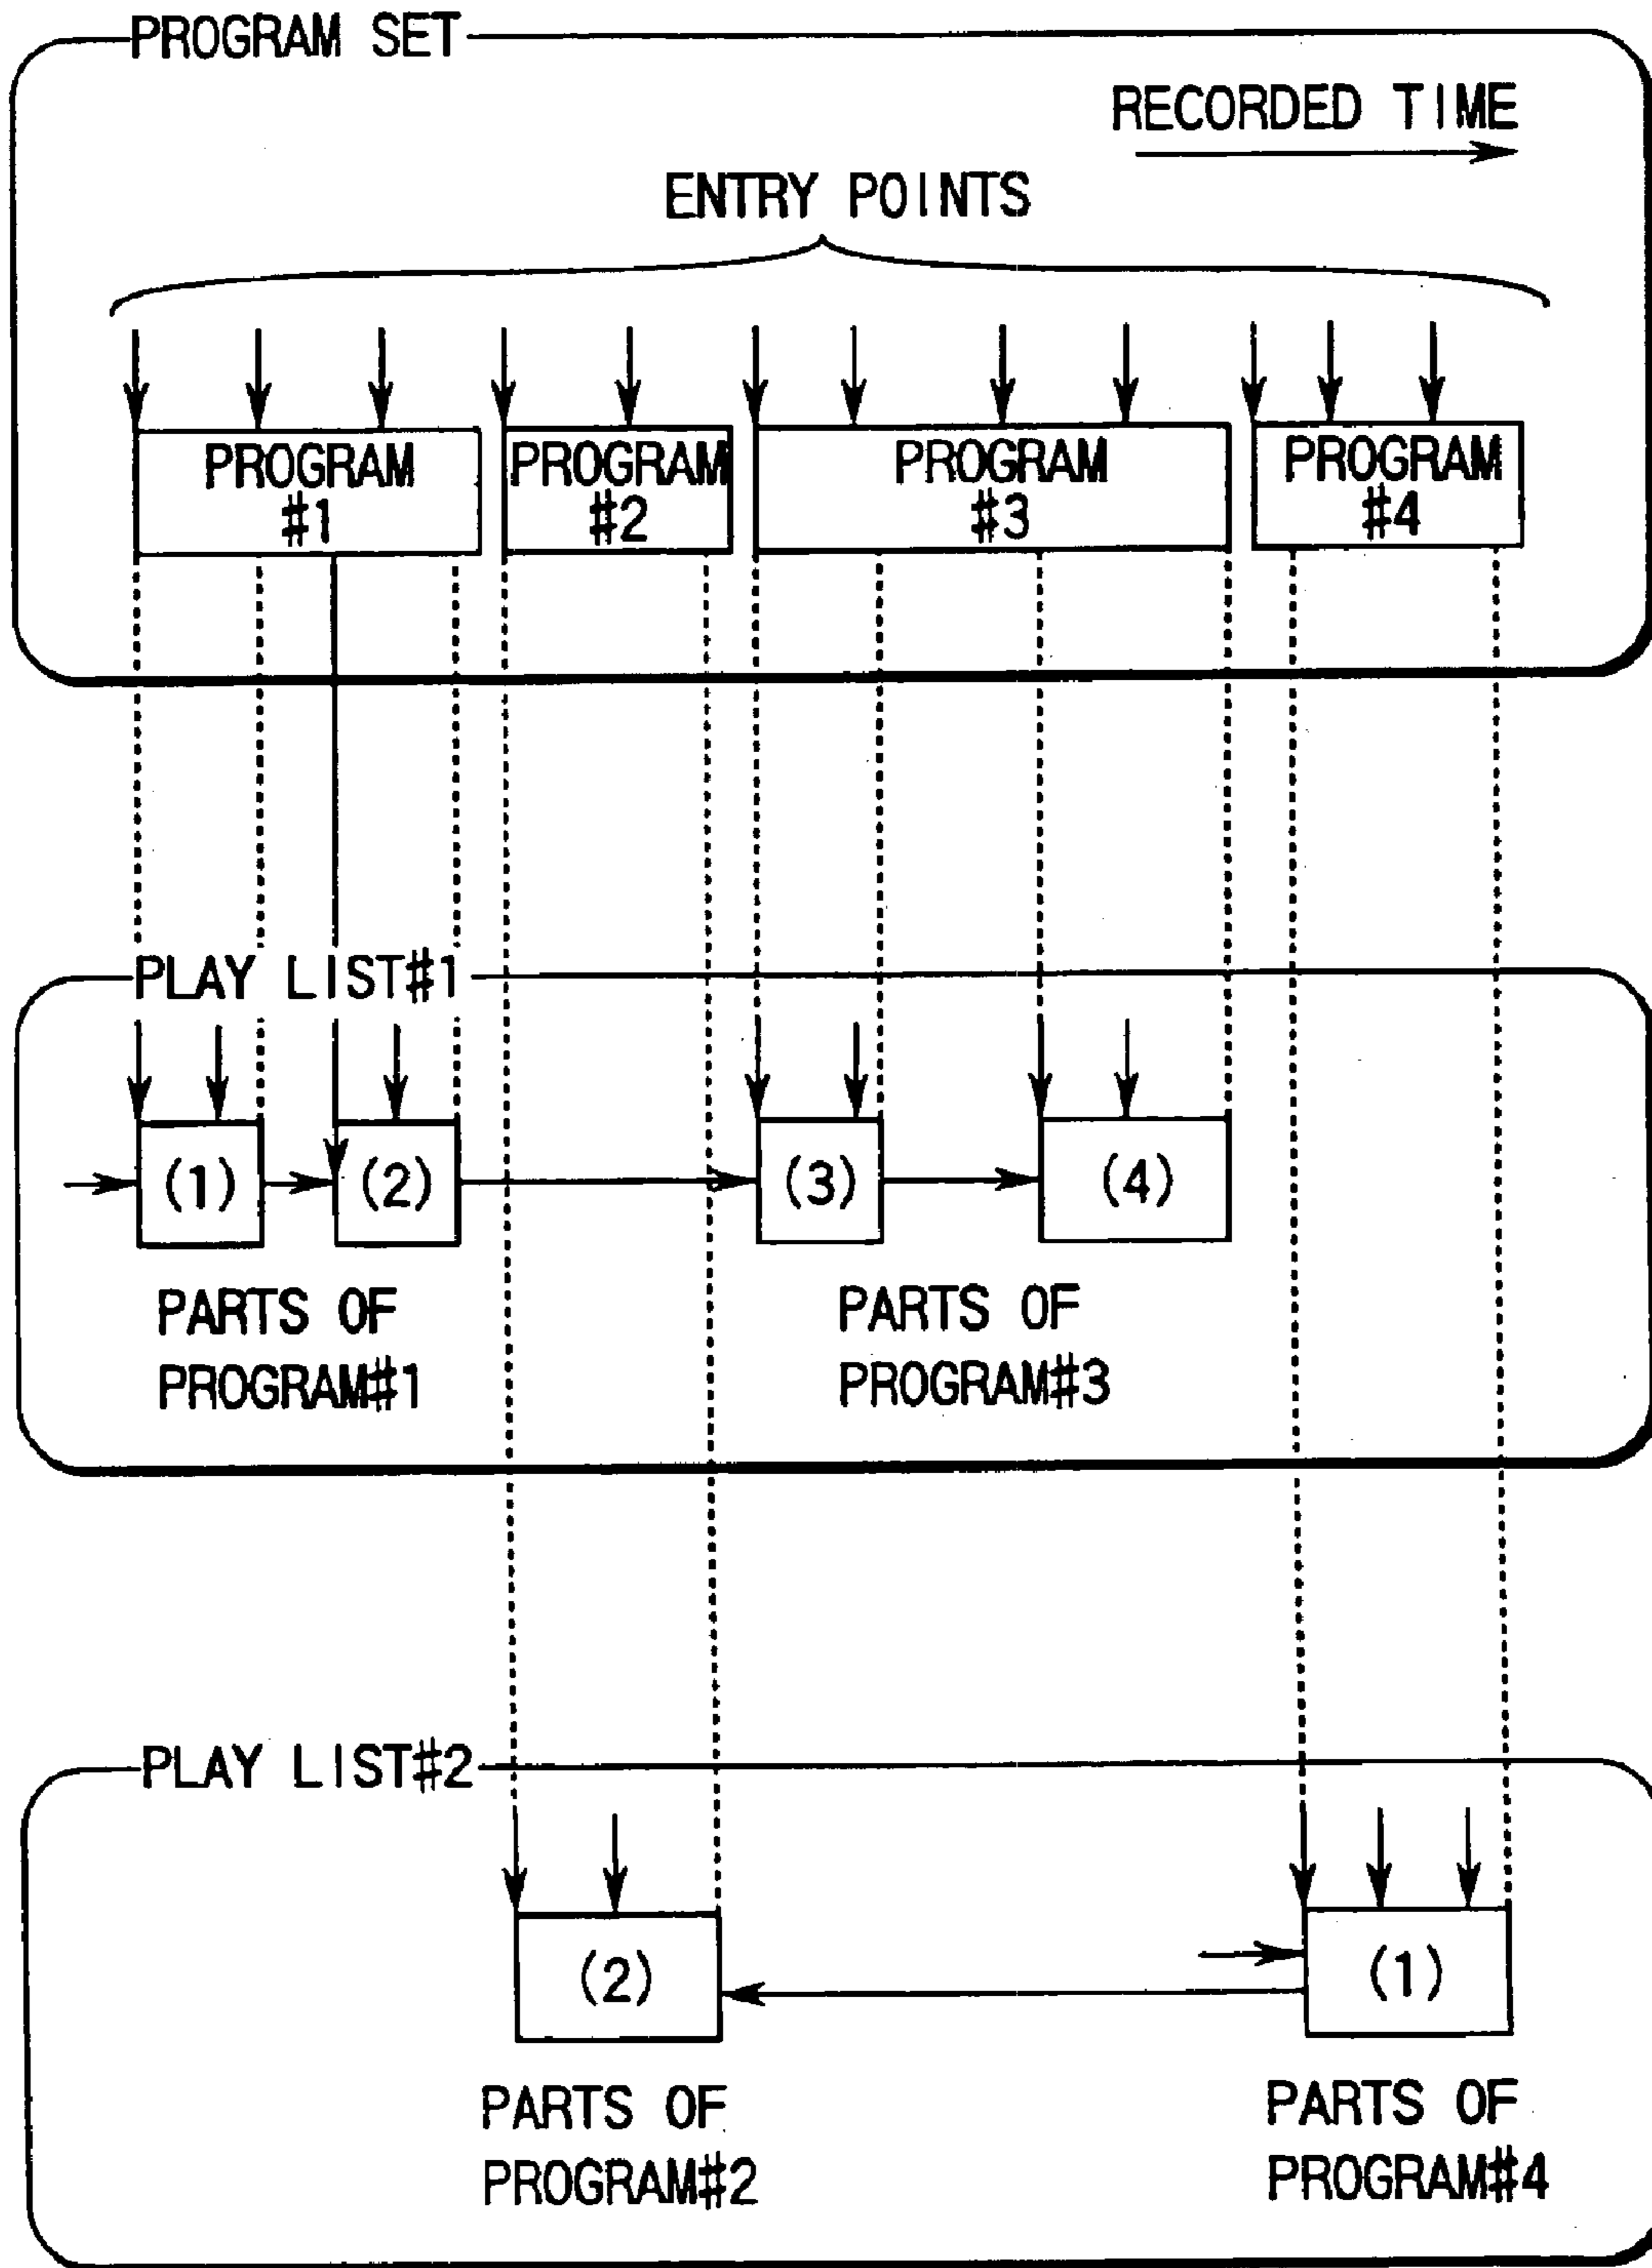 PROGRAM SET
RECORDED TIME
ENTRY POINTS
PROGRAM
#1
PROGRAM
#2
PROGRAM
#3
PROGRAM
#4
PLAY LIST#1
(1)
(2)
(3)
(4)
PARTS OF
PROGRAM#1
PARTS OF
PROGRAM#3
PLAY LIST#2
(2)
(1)
PARTS OF
PROGRAM#2
PARTS OF
PROGRAM#4